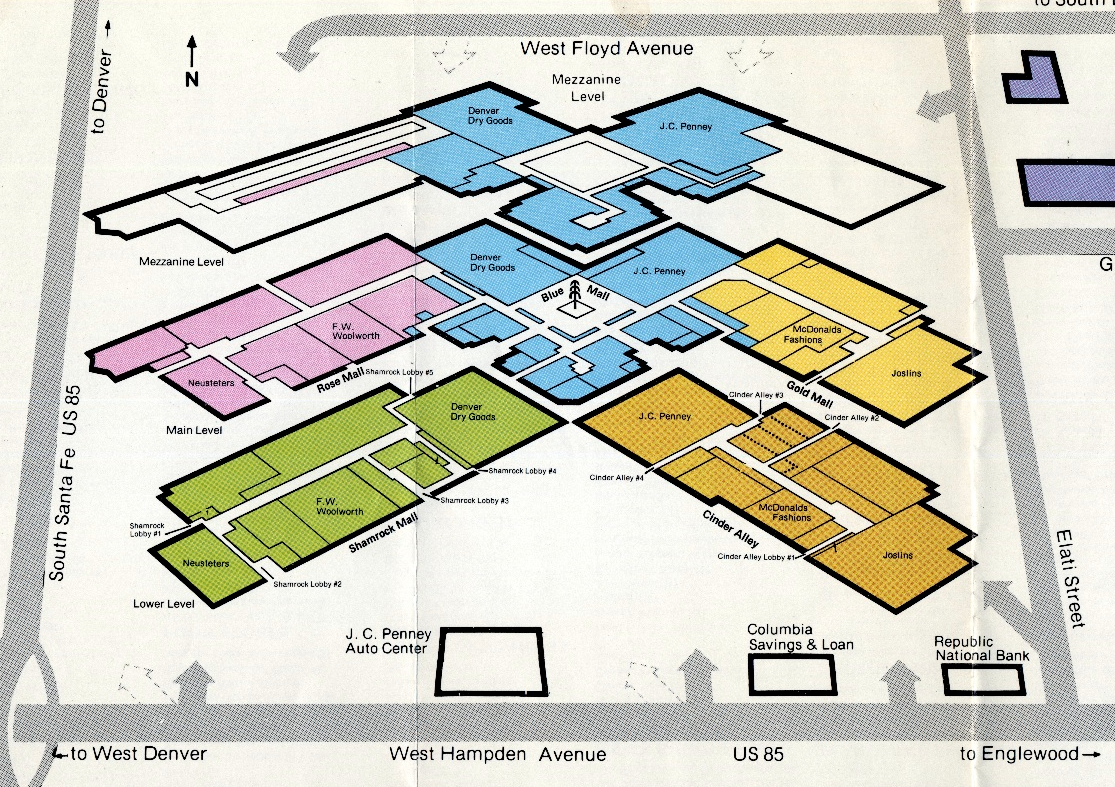 to South
to Denver
N
West Floyd Avenue
Mezzanine
Level
Denver
Dry Goods
J.C. Penney
Mezzanine Level
Denver
Dry Goods
J.C. Penney
Blue Mall
G
F.W.
Woolworth
McDonalds
Fashions
Neusteters
Joslins
Rose Mall
Shamrock Lobby #5
Gold Mall
Main Level
South Santa Fe US 85
Denver
Dry Goods
J.C. Penney
Cinder Alley #3
Cinder Alley #2
Shamrock Lobby #4
Cinder Alley #4
F.W.
Woolworth
Shamrock Lobby #3
McDonalds
Fashions
Shamrock
Lobby #1
Shamrock Mall
Cinder Alley
Neusteters
Cinder Alley Lobby #1
Joslins
Shamrock Lobby #2
Elati Street
Lower Level
J. C. Penney
Auto Center
Columbia
Savings & Loan
Republic
National Bank
to West Denver
West Hampden Avenue
US 85
to Englewood